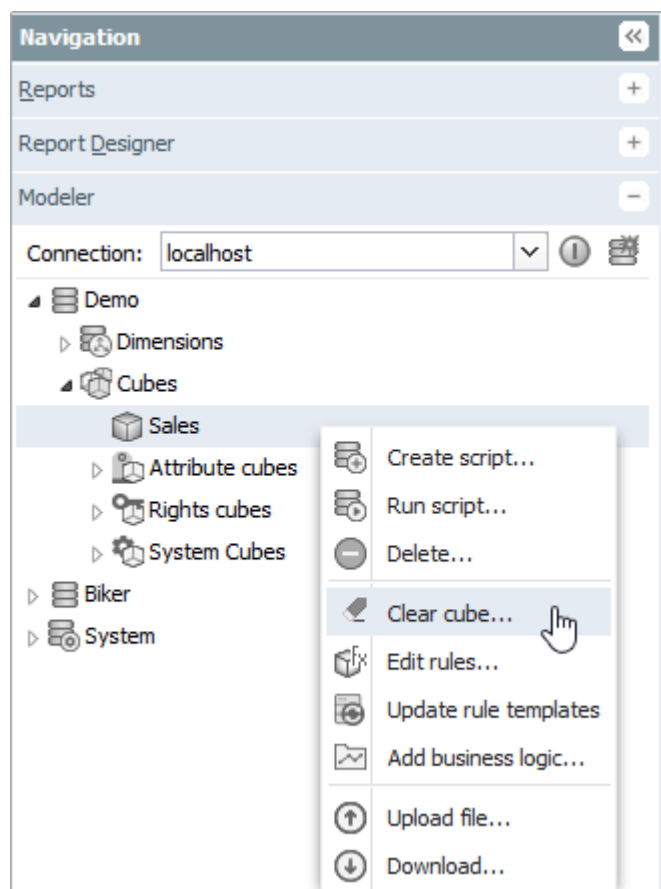 Navigation
Reports
Report Designer
Modeler
Connection: localhost
Demo
Dimensions
Cubes
Sales
Attribute cubes
Rights cubes
System Cubes
Biker
System
Create script...
Run script...
Delete...
Clear cube...
Edit rules...
Update rule templates
Add business logic...
Upload file...
Download...